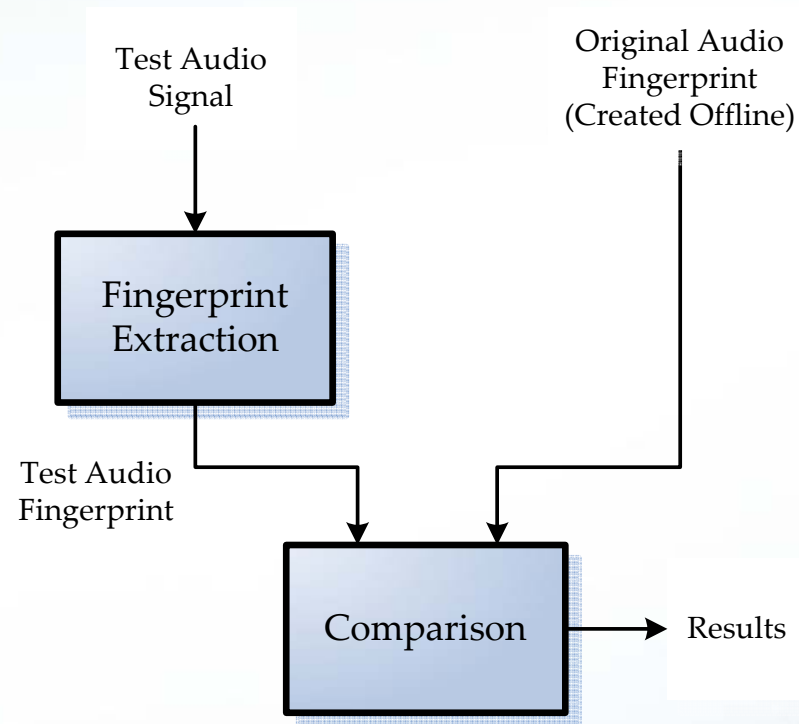 Test Audio
Signal
Original Audio
Fingerprint
(Created Offline)
Fingerprint
Extraction
Test Audio
Fingerprint
Comparison
Results